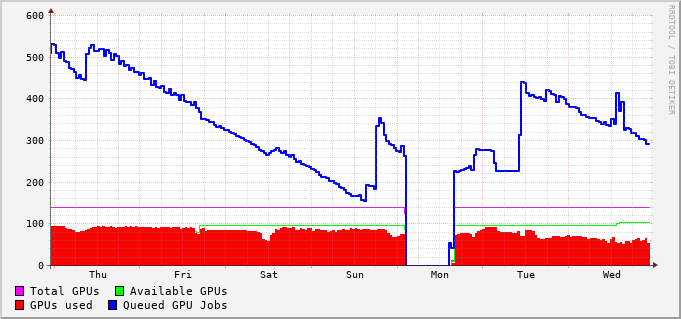 600
500
400
300
200
100
0
Thu Fri Sat Sun Mon Tue Wed
Total GPUs Available GPUs
GPUs used Queued GPU Jobs
RRDTOOL / TOBI OETIKER